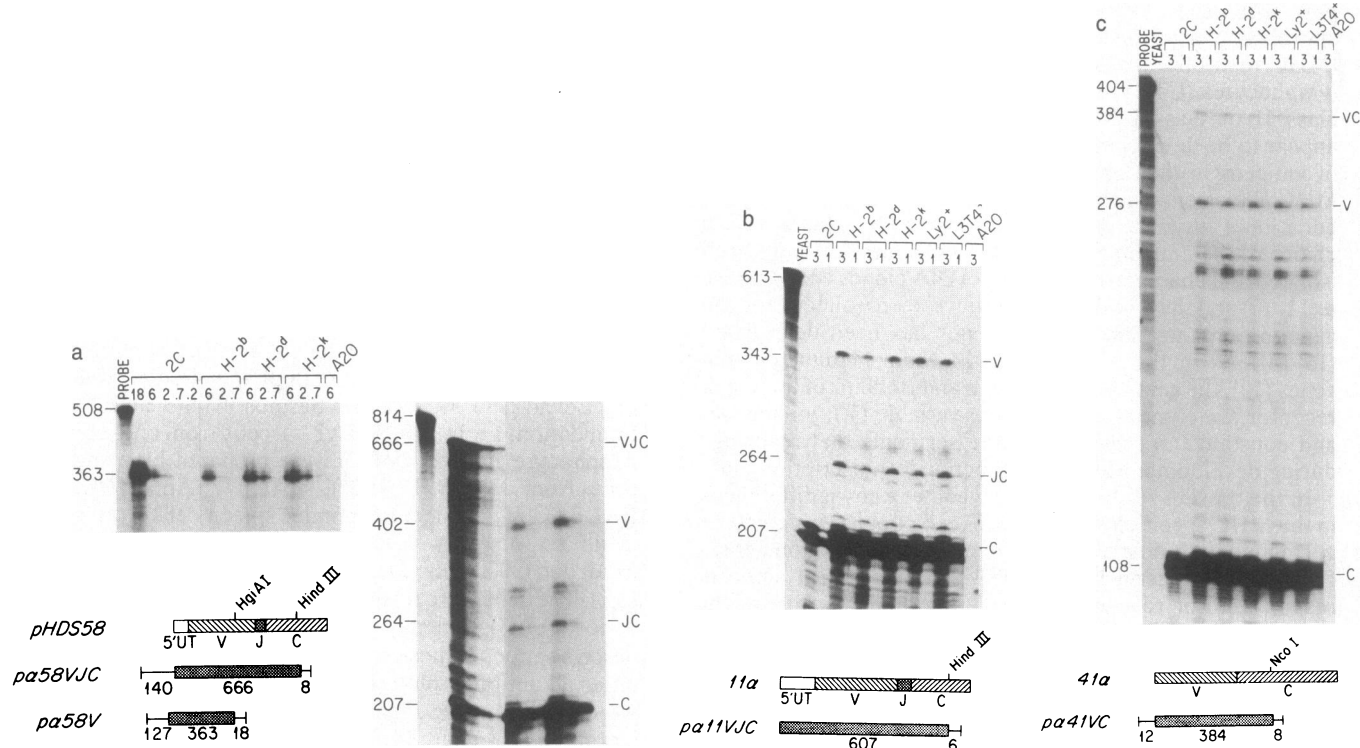 a
PROBE
2C
H-2b
H-2d
H-2k
A20
18 6 2 .7 .2 6 2 .7 6 2 .7 6 2 .7 6
508
363
HgiAI
Hind III
pHDS58
5'UT V J C
pα58VJC
140 666 8
pα58V
127 363 18
814
666
402
264
207
VJC
V
JC
C
b
YEAST
2C
H-2b
H-2d
H-2k
Ly2+
L3T4
A20
3 1 3 1 3 1 3 1 3 1 3
613
343
264
207
V
JC
C
Hind III
11α
5'UT V J C
pα11VJC
607 6
c
PROBE
YEAST
2C
H-2b
H-2d
H-2k
Ly2+
L3T4+
A20
3 1 3 1 3 1 3 1 3 1 3 1 3
404
384
276
108
VC
V
C
Nco I
41α
V C
pα41VC
12 384 8